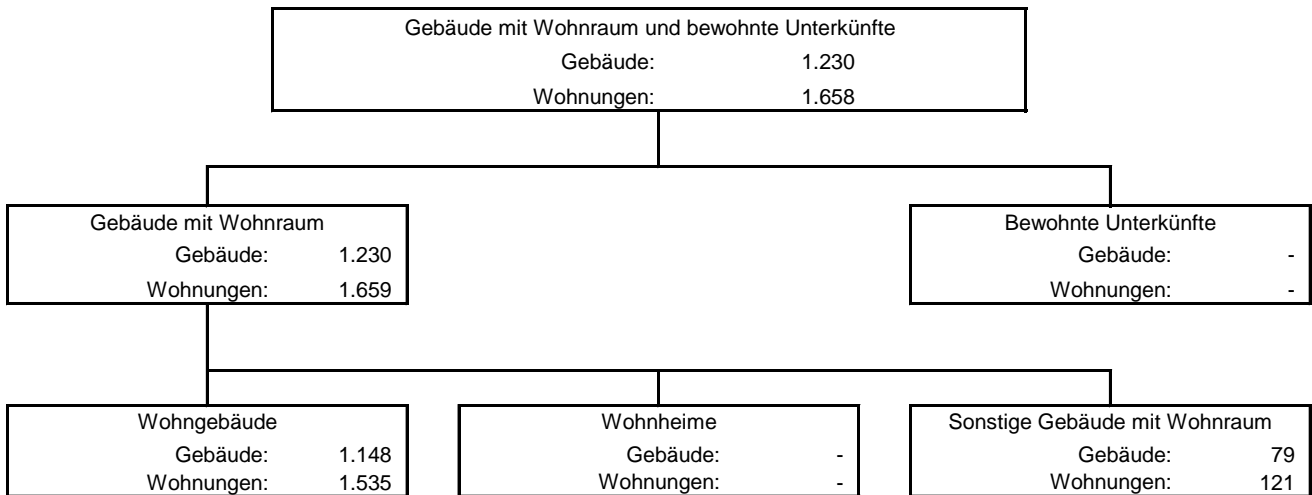 Gebäude mit Wohnraum und bewohnte Unterkünfte
Gebäude: 1.230
Wohnungen: 1.658
Gebäude mit Wohnraum
Gebäude: 1.230
Wohnungen: 1.659
Bewohnte Unterkünfte
Gebäude: -
Wohnungen: -
Wohngebäude
Gebäude: 1.148
Wohnungen: 1.535
Wohnheime
Gebäude: -
Wohnungen: -
Sonstige Gebäude mit Wohnraum
Gebäude: 79
Wohnungen: 121